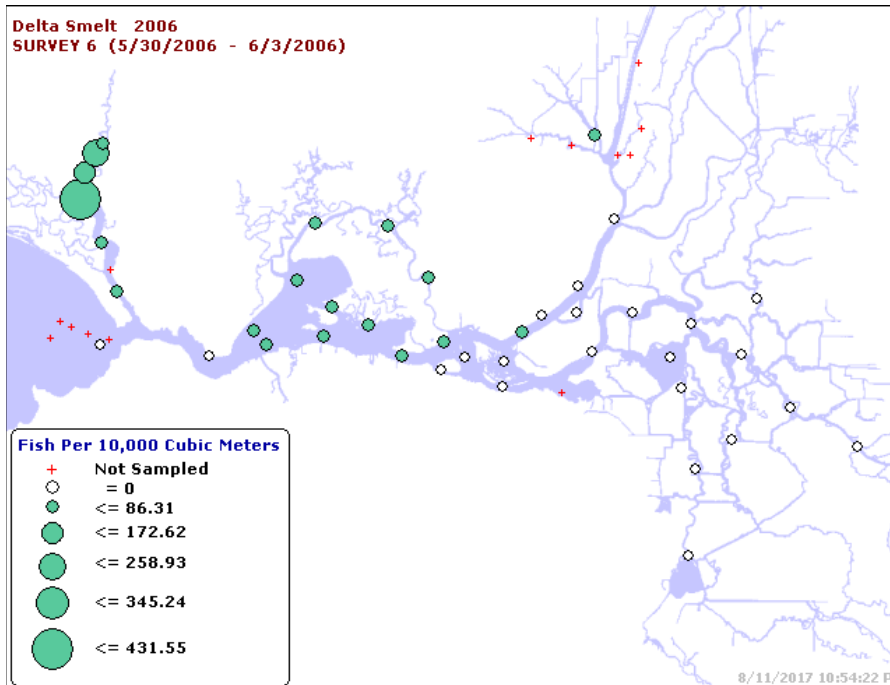 Delta Smelt 2006
SURVEY 6 (5/30/2006 - 6/3/2006)
Fish Per 10,000 Cubic Meters
Not Sampled
= 0
<= 86.31
<= 172.62
<= 258.93
<= 345.24
<= 431.55
8/11/2017 10:54:22